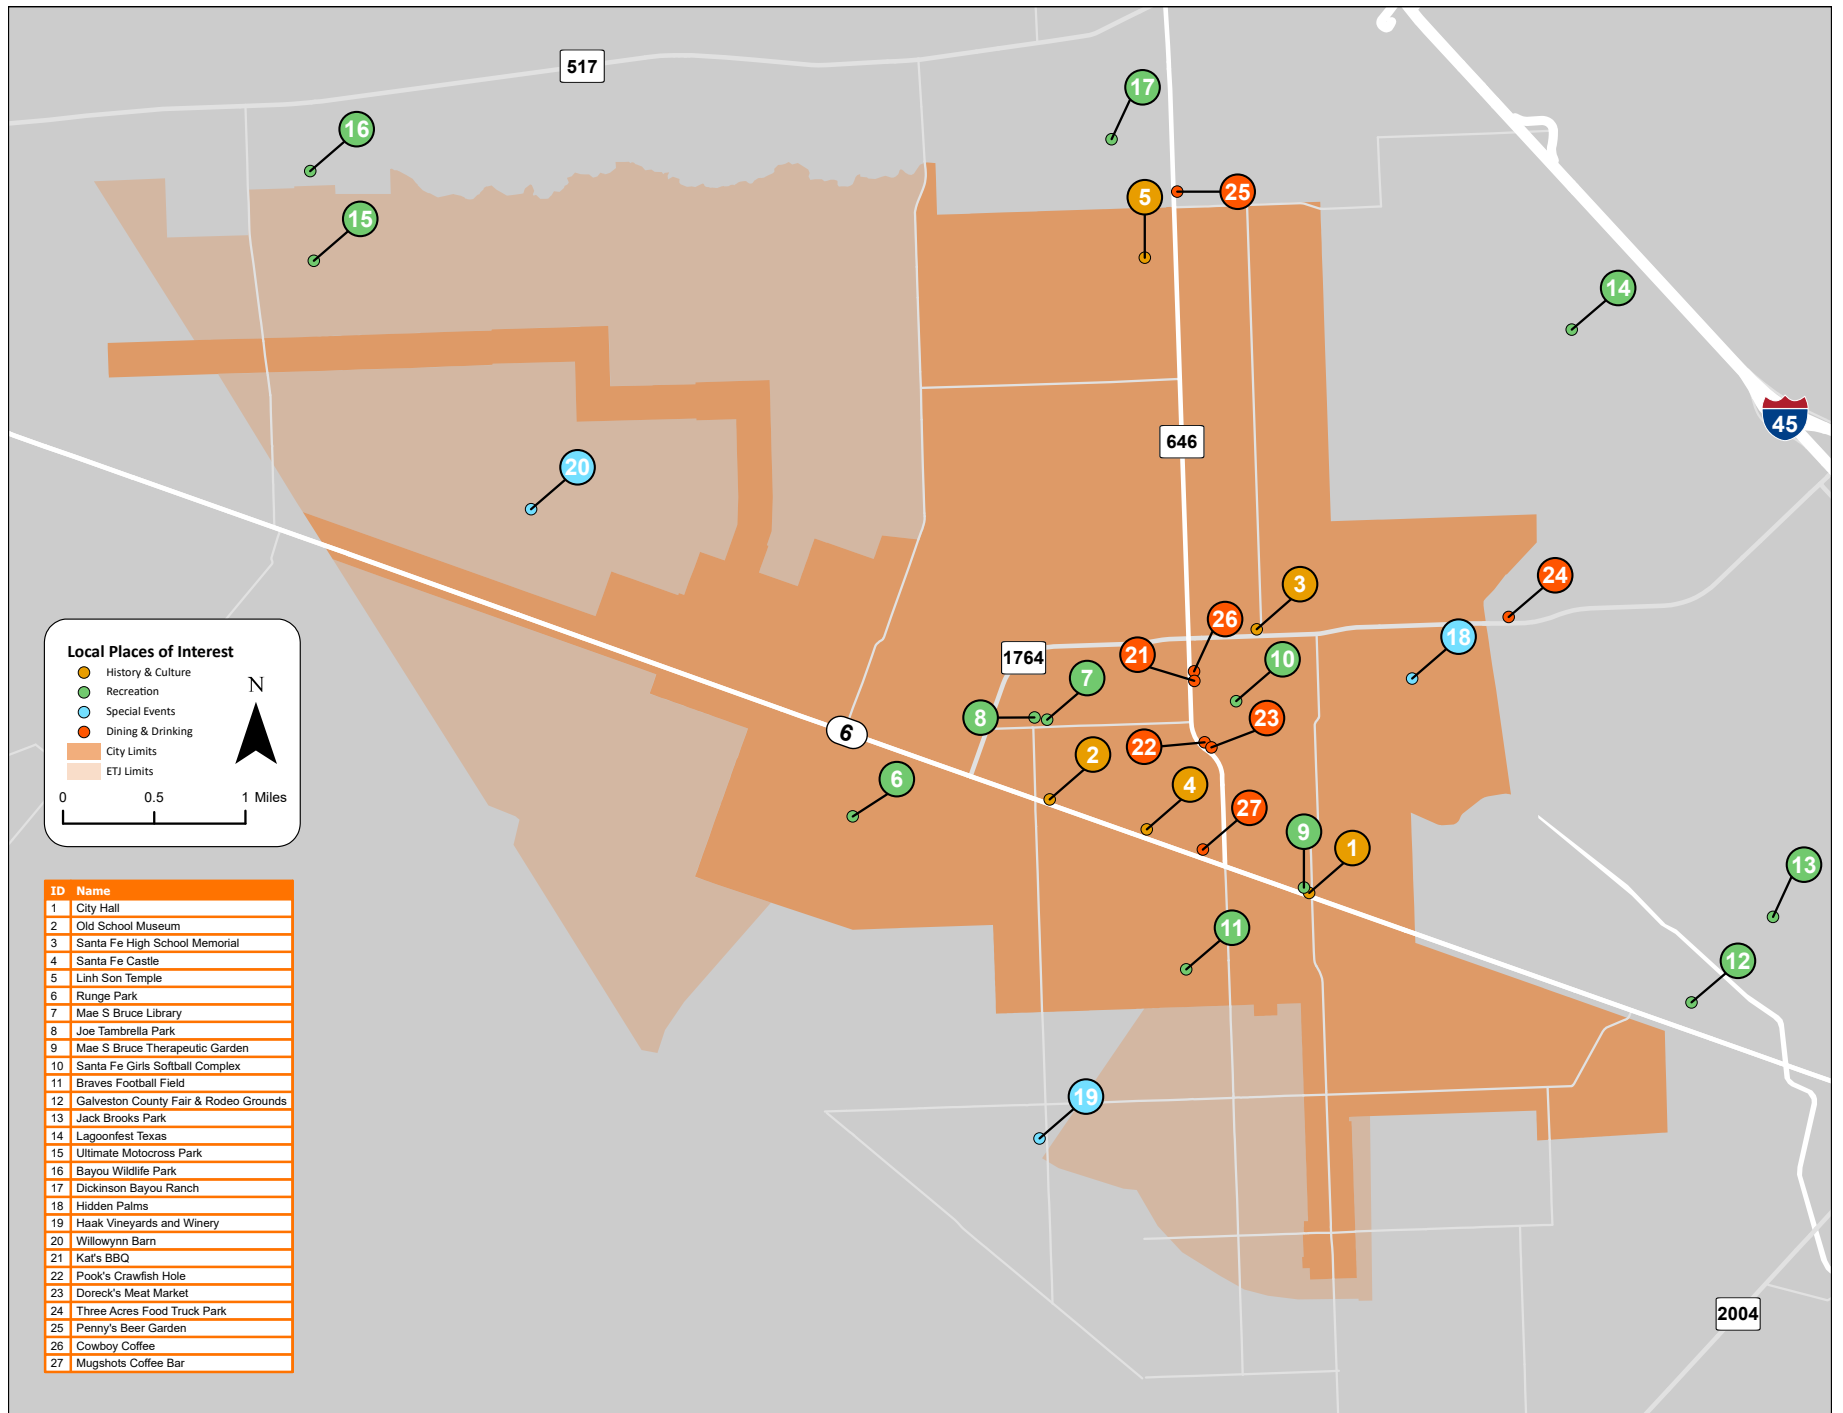 517
17
16
5
25
15
14
45
646
20
3
24
26
18
1764
21
10
7
8
23
6
22
2
6
4
27
9
1
13
11
12
19
2004
Local Places of Interest
History & Culture
Recreation
Special Events
Dining & Drinking
City Limits
ETJ Limits
N
0 0.5 1 Miles
ID Name
1 City Hall
2 Old School Museum
3 Santa Fe High School Memorial
4 Santa Fe Castle
5 Linh Son Temple
6 Runge Park
7 Mae S Bruce Library
8 Joe Tambrella Park
9 Mae S Bruce Therapeutic Garden
10 Santa Fe Girls Softball Complex
11 Braves Football Field
12 Galveston County Fair & Rodeo Grounds
13 Jack Brooks Park
14 Lagoonfest Texas
15 Ultimate Motocross Park
16 Bayou Wildlife Park
17 Dickinson Bayou Ranch
18 Hidden Palms
19 Haak Vineyards and Winery
20 Willowynn Barn
21 Kat's BBQ
22 Pook's Crawfish Hole
23 Doreck's Meat Market
24 Three Acres Food Truck Park
25 Penny's Beer Garden
26 Cowboy Coffee
27 Mugshots Coffee Bar